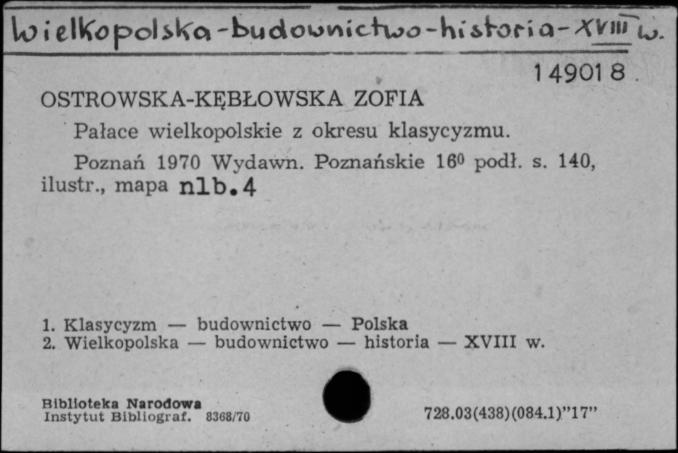 Wielkopolska-budownictwo-historia-XVIII w.
149018.
OSTROWSKA-KĘBŁOWSKA ZOFIA
Pałace wielkopolskie z okresu klasycyzmu.
Poznań 1970 Wydawn. Poznańskie 16⁰ podł. s. 140,
ilustr., mapa nlb.4
1. Klasycyzm — budownictwo — Polska
2. Wielkopolska — budownictwo — historia — XVIII w.
Biblioteka Narodowa
Instytut Bibliograf. 8368/70
728.03(438)(084.1)”17”